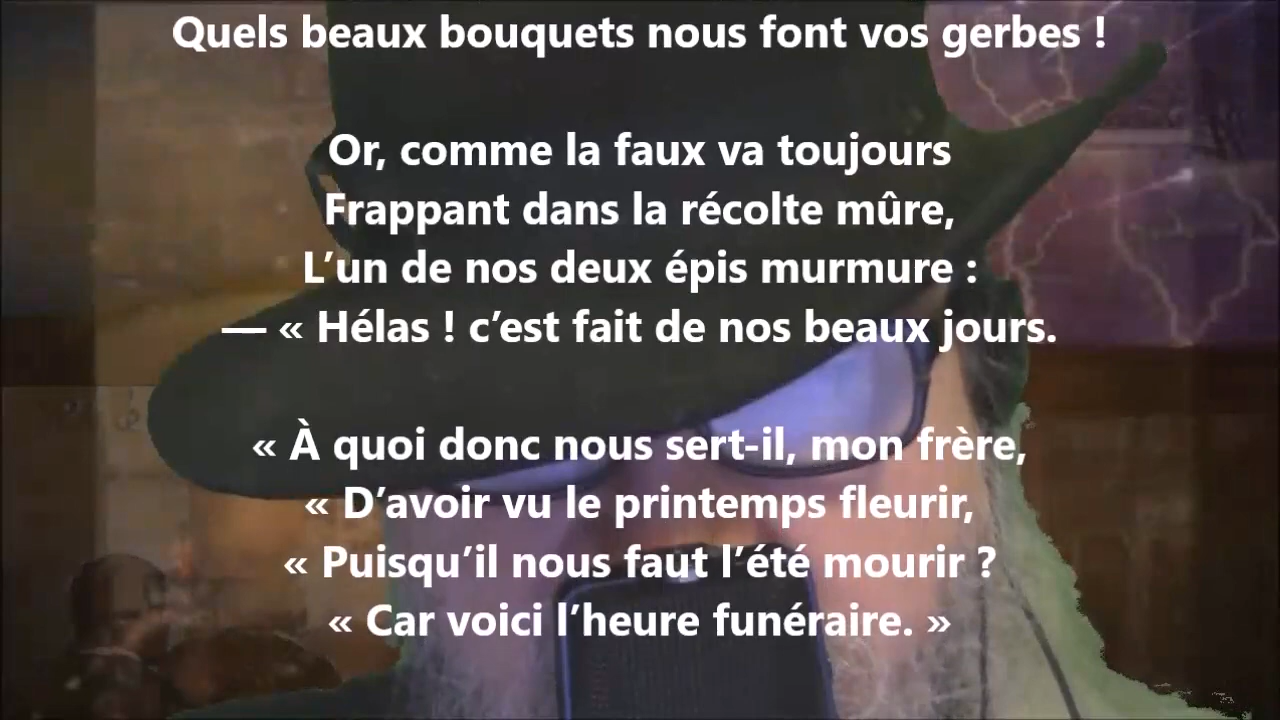 Quels beaux bouquets nous font vos gerbes !
Or, comme la faux va toujours
Frappant dans la récolte mûre,
L’un de nos deux épis murmure :
— « Hélas ! c’est fait de nos beaux jours.
« À quoi donc nous sert-il, mon frère,
« D’avoir vu le printemps fleurir,
« Puisqu’il nous faut l’été mourir ?
« Car voici l’heure funéraire. »